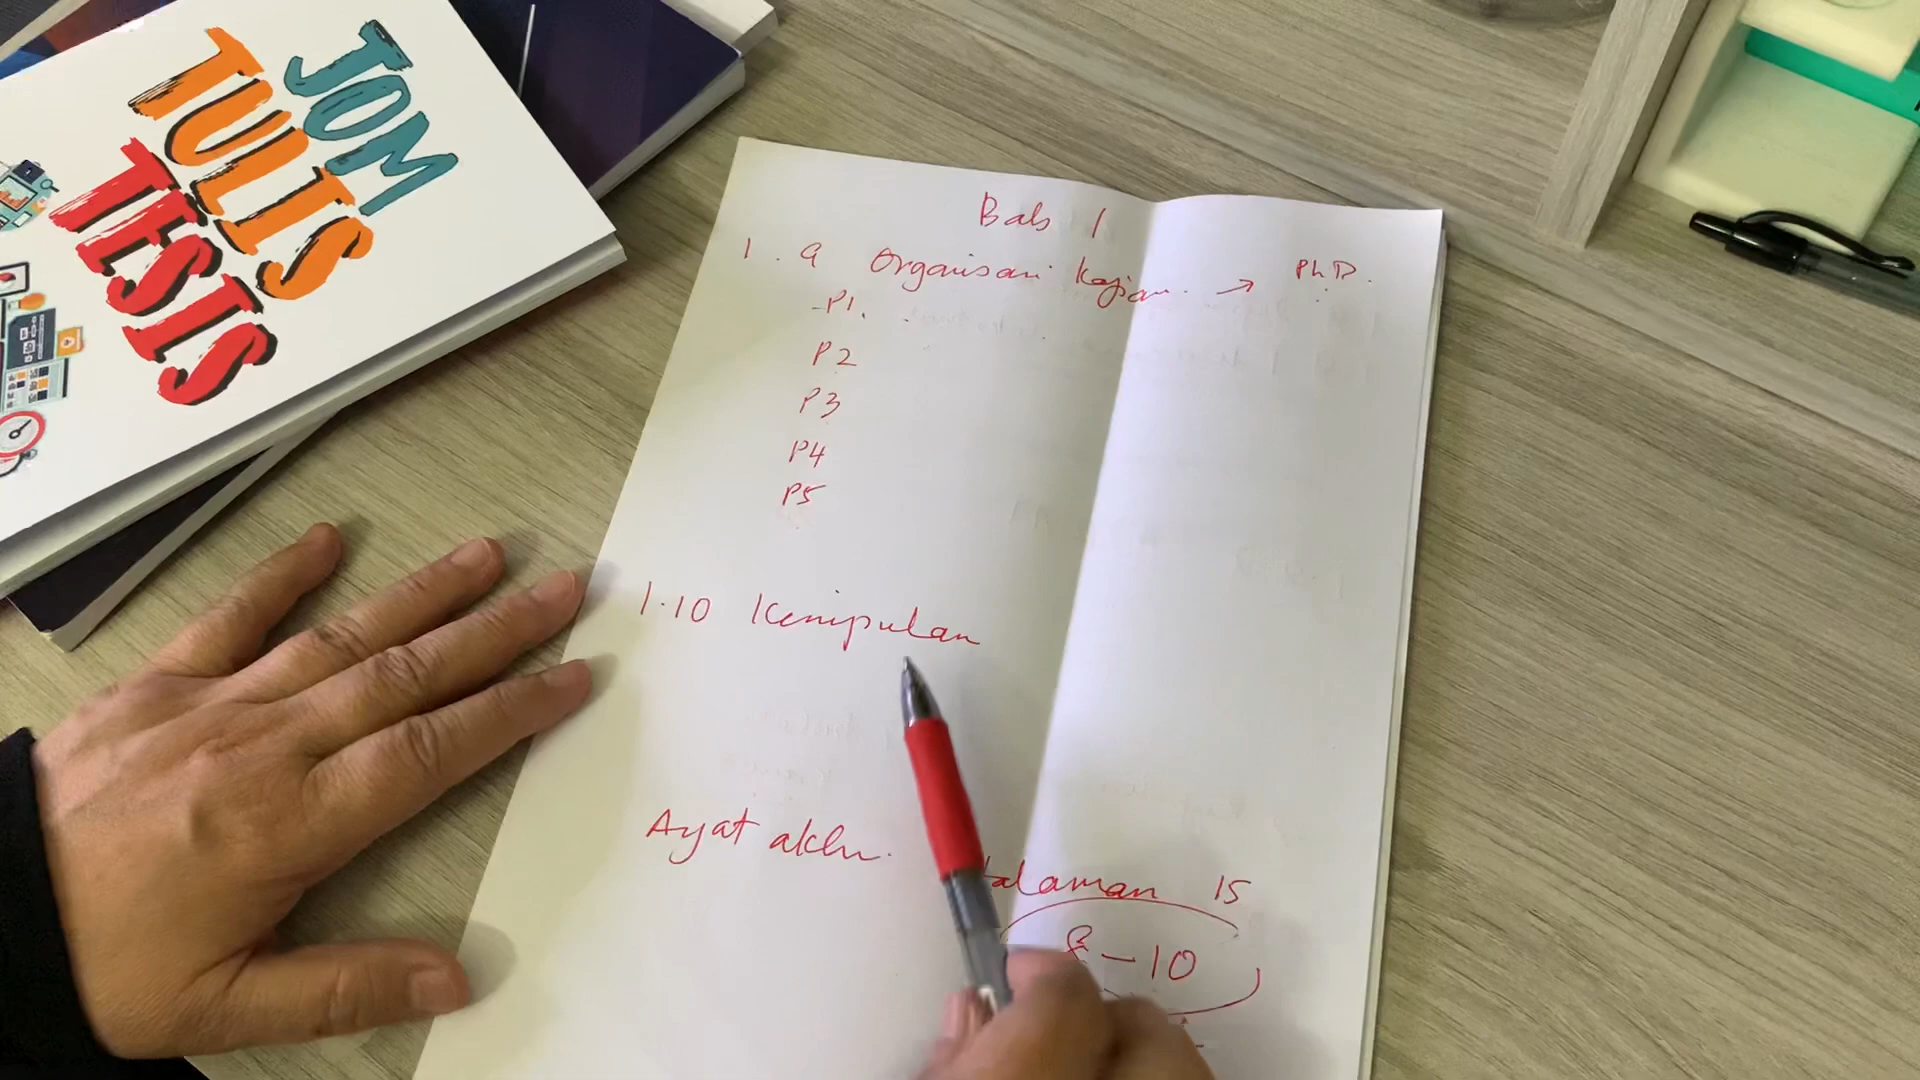 JOM
TULIS
TESIS
Bab 1
1.9 Organisasi Kajian. → Ph.D.
P1.
P2
P3
P4
P5
1.10 Kesimpulan
Ayat akhir.
Halaman 15
8-10